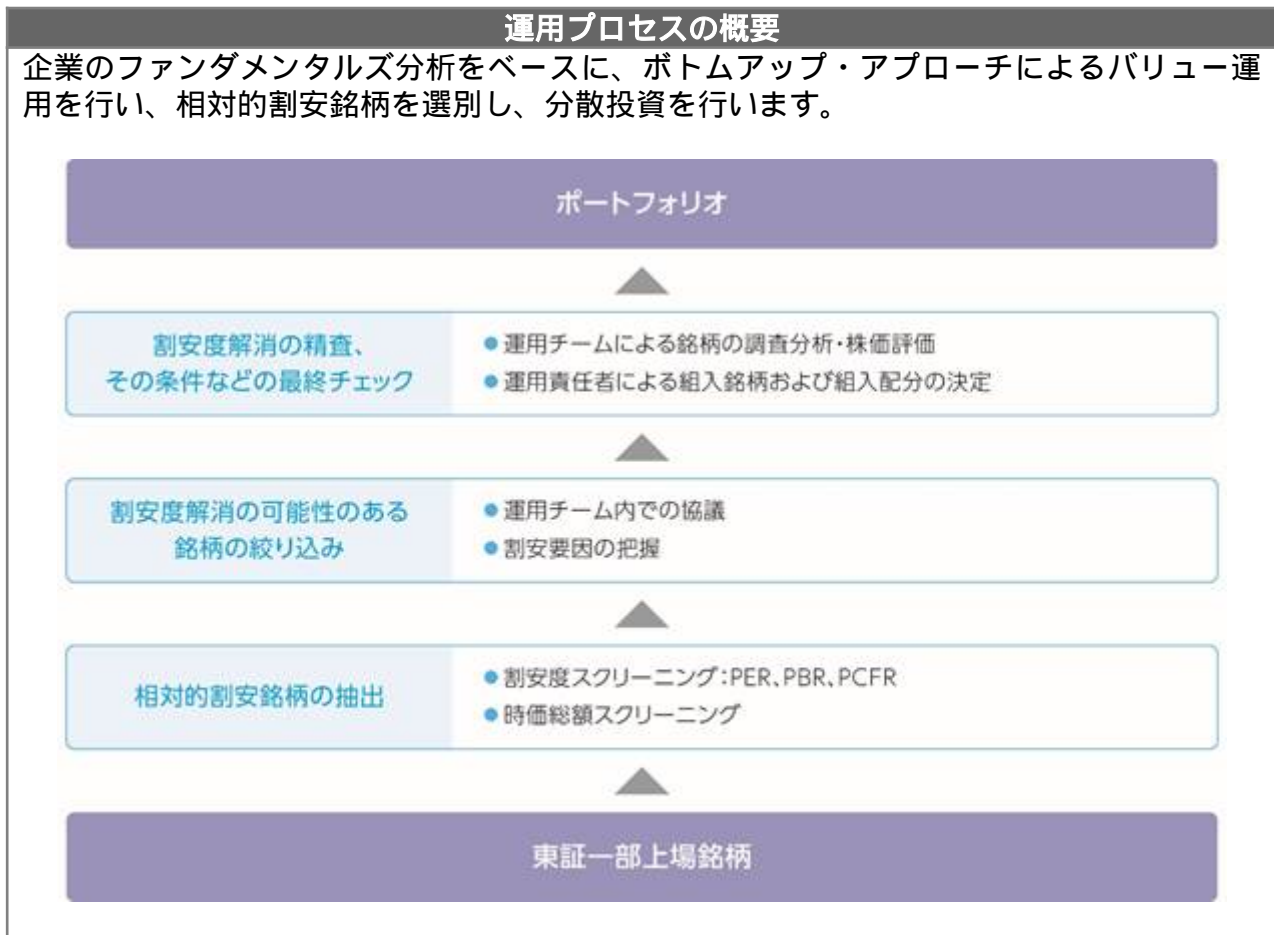 運用プロセスの概要
企業のファンダメンタルズ分析をベースに、ボトムアップ・アプローチによるバリュー運
用を行い、相対的割安銘柄を選別し、分散投資を行います。
ポートフォリオ
割安度解消の精査、
その条件などの最終チェック
●運用チームによる銘柄の調査分析・株価評価
●運用責任者による組入銘柄および組入配分の決定
割安度解消の可能性のある
銘柄の絞り込み
●運用チーム内での協議
●割安要因の把握
相対的割安銘柄の抽出
●割安度スクリーニング:PER、PBR、PCFR
●時価総額スクリーニング
東証一部上場銘柄